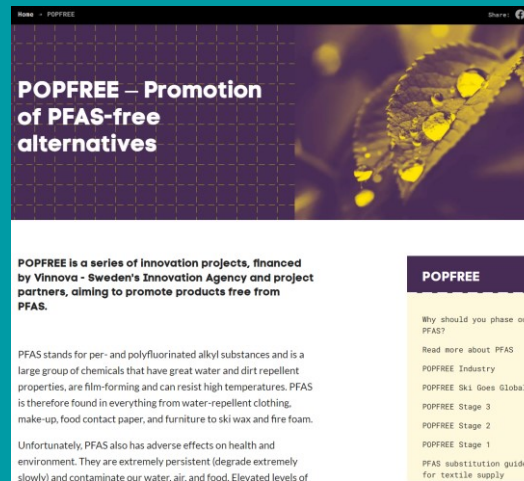 Home → POPFREE
Share:
POPFREE – Promotion
of PFAS-free
alternatives
POPFREE is a series of innovation projects, financed
by Vinnova - Sweden's Innovation Agency and project
partners, aiming to promote products free from
PFAS.
PFAS stands for per- and polyfluorinated alkyl substances and is a
large group of chemicals that have great water and dirt repellent
properties, are film-forming and can resist high temperatures. PFAS
is therefore found in everything from water-repellent clothing,
make-up, food contact paper, and furniture to ski wax and fire foam.
Unfortunately, PFAS also has adverse effects on health and
environment. They are extremely persistent (degrade extremely
slowly) and contaminate our water, air, and food. Elevated levels of
POPFREE
Why should you phase
PFAS?
Read more about PFAS
POPFREE Industry
POPFREE Ski Goes Global
POPFREE Stage 3
POPFREE Stage 2
POPFREE Stage 1
PFAS substitution guide
for textile supply